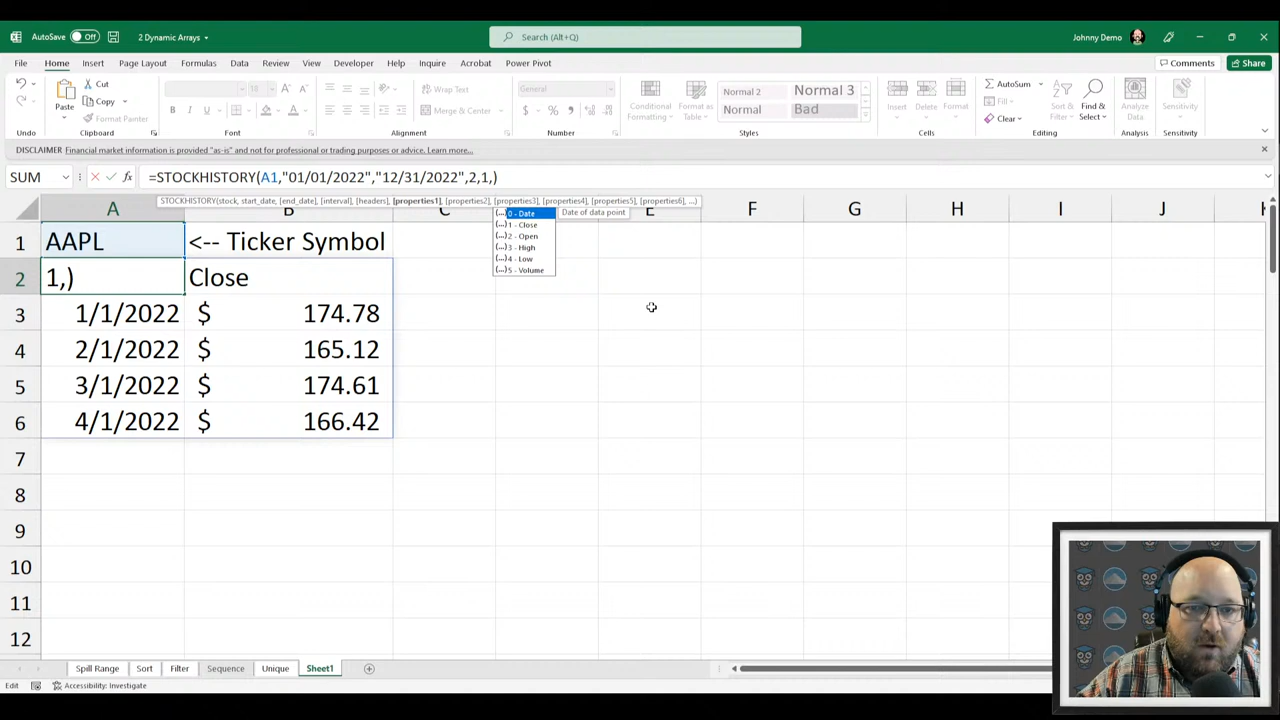 AutoSave Off 2 Dynamic Arrays Search (Alt+Q) Johnny Demo
File Home Insert Page Layout Formulas Data Review View Developer Help Inquire Acrobat Power Pivot Comments Share
Cut
Copy
Format Painter
Paste
B I U
Wrap Text
Merge & Center
General
$ % 9
Conditional Formatting
Format as Table
Normal 2 Normal 3
Normal Bad
Insert Delete Format
AutoSum
Fill
Clear
Sort & Filter
Find & Select
Analyze Data
Sensitivity
Undo Clipboard Font Alignment Number Styles Cells Editing Analysis Sensitivity
DISCLAIMER Financial market information is provided "as-is" and not for professional or trading purposes or advice. Learn more...
SUM fx =STOCKHISTORY(A1,"01/01/2022","12/31/2022",2,1,)
STOCKHISTORY(stock, start_date, [end_date], [interval], [headers], [properties1], [properties2], [properties3], [properties4], [properties5], [properties6], ...)
A B C E F G H I J
(...) 0 - Date Date of data point
(...) 1 - Close
(...) 2 - Open
(...) 3 - High
(...) 4 - Low
(...) 5 - Volume
1 AAPL <-- Ticker Symbol
2 1,) Close
3 1/1/2022 $ 174.78
4 2/1/2022 $ 165.12
5 3/1/2022 $ 174.61
6 4/1/2022 $ 166.42
7
8
9
10
11
12
Spill Range Sort Filter Sequence Unique Sheet1
Edit Accessibility: Investigate